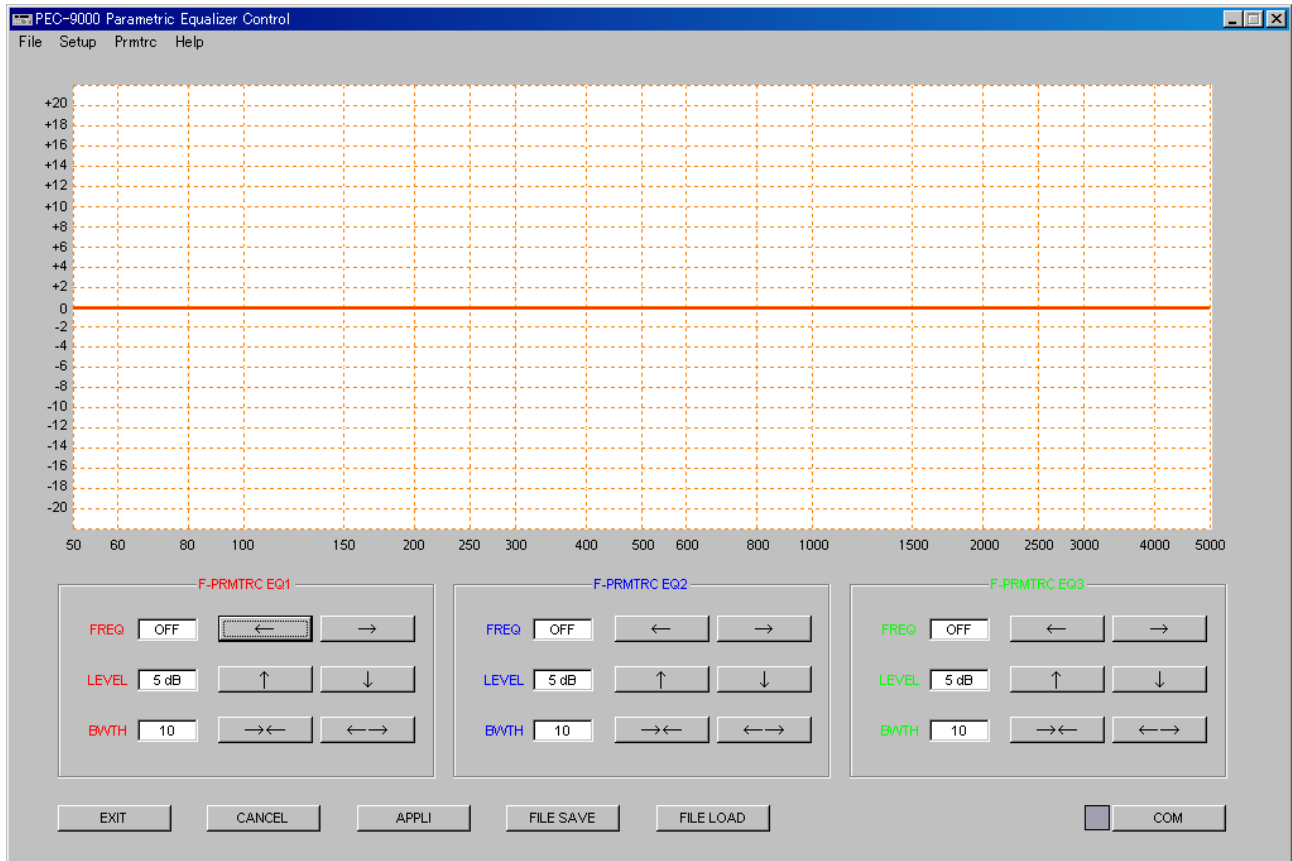 PEC-9000 Parametric Equalizer Control
File Setup Prmtrc Help
+20
+18
+16
+14
+12
+10
+8
+6
+4
+2
0
-2
-4
-6
-8
-10
-12
-14
-16
-18
-20
50 60 80 100 150 200 250 300 400 500 600 800 1000 1500 2000 2500 3000 4000 5000
F-PRMTRC EQ1
FREQ OFF ← →
LEVEL 5 dB ↑ ↓
BWTH 10 →← ←→
F-PRMTRC EQ2
FREQ OFF ← →
LEVEL 5 dB ↑ ↓
BWTH 10 →← ←→
F-PRMTRC EQ3
FREQ OFF ← →
LEVEL 5 dB ↑ ↓
BWTH 10 →← ←→
EXIT CANCEL APPLI FILE SAVE FILE LOAD COM